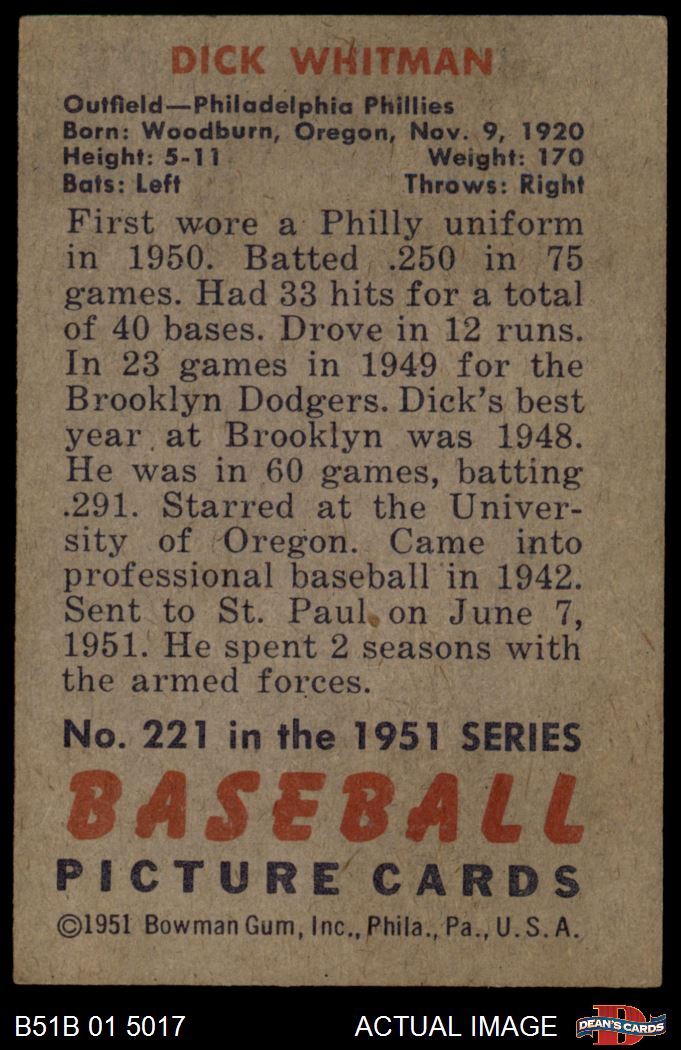 DICK WHITMAN
Outfield—Philadelphia Phillies
Born: Woodburn, Oregon, Nov. 9, 1920
Height: 5-11 Weight: 170
Bats: Left Throws: Right
First wore a Philly uniform
in 1950. Batted .250 in 75
games. Had 33 hits for a total
of 40 bases. Drove in 12 runs.
In 23 games in 1949 for the
Brooklyn Dodgers. Dick's best
year at Brooklyn was 1948.
He was in 60 games, batting
.291. Starred at the Univer-
sity of Oregon. Came into
professional baseball in 1942.
Sent to St. Paul on June 7,
1951. He spent 2 seasons with
the armed forces.
No. 221 in the 1951 SERIES
BASEBALL
PICTURE CARDS
©1951 Bowman Gum, Inc., Phila., Pa., U.S.A.
B51B 01 5017 ACTUAL IMAGE DEAN'S CARDS